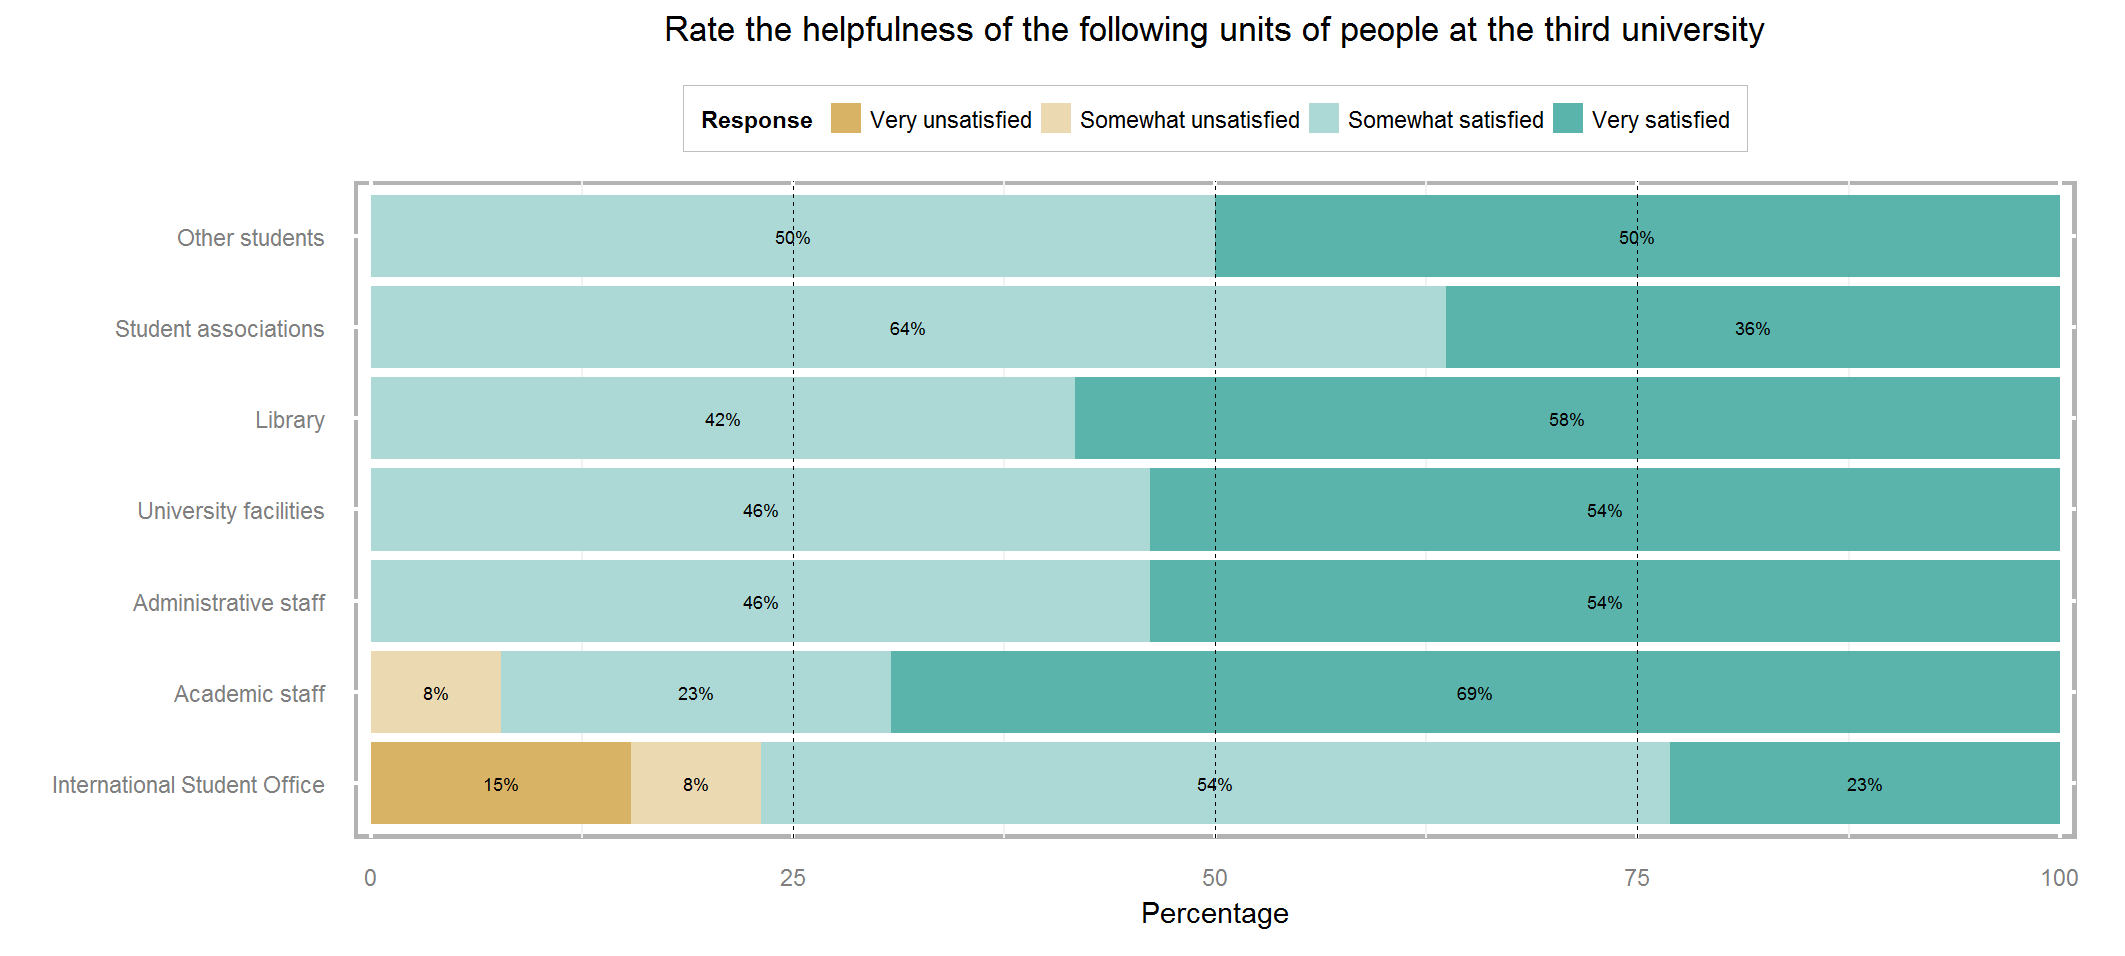 Rate the helpfulness of the following units of people at the third university
Response Very unsatisfied Somewhat unsatisfied Somewhat satisfied Very satisfied
Other students 50% 50%
Student associations 64% 36%
Library 42% 58%
University facilities 46% 54%
Administrative staff 46% 54%
Academic staff 8% 23% 69%
International Student Office 15% 8% 54% 23%
0 25 50 75 100
Percentage